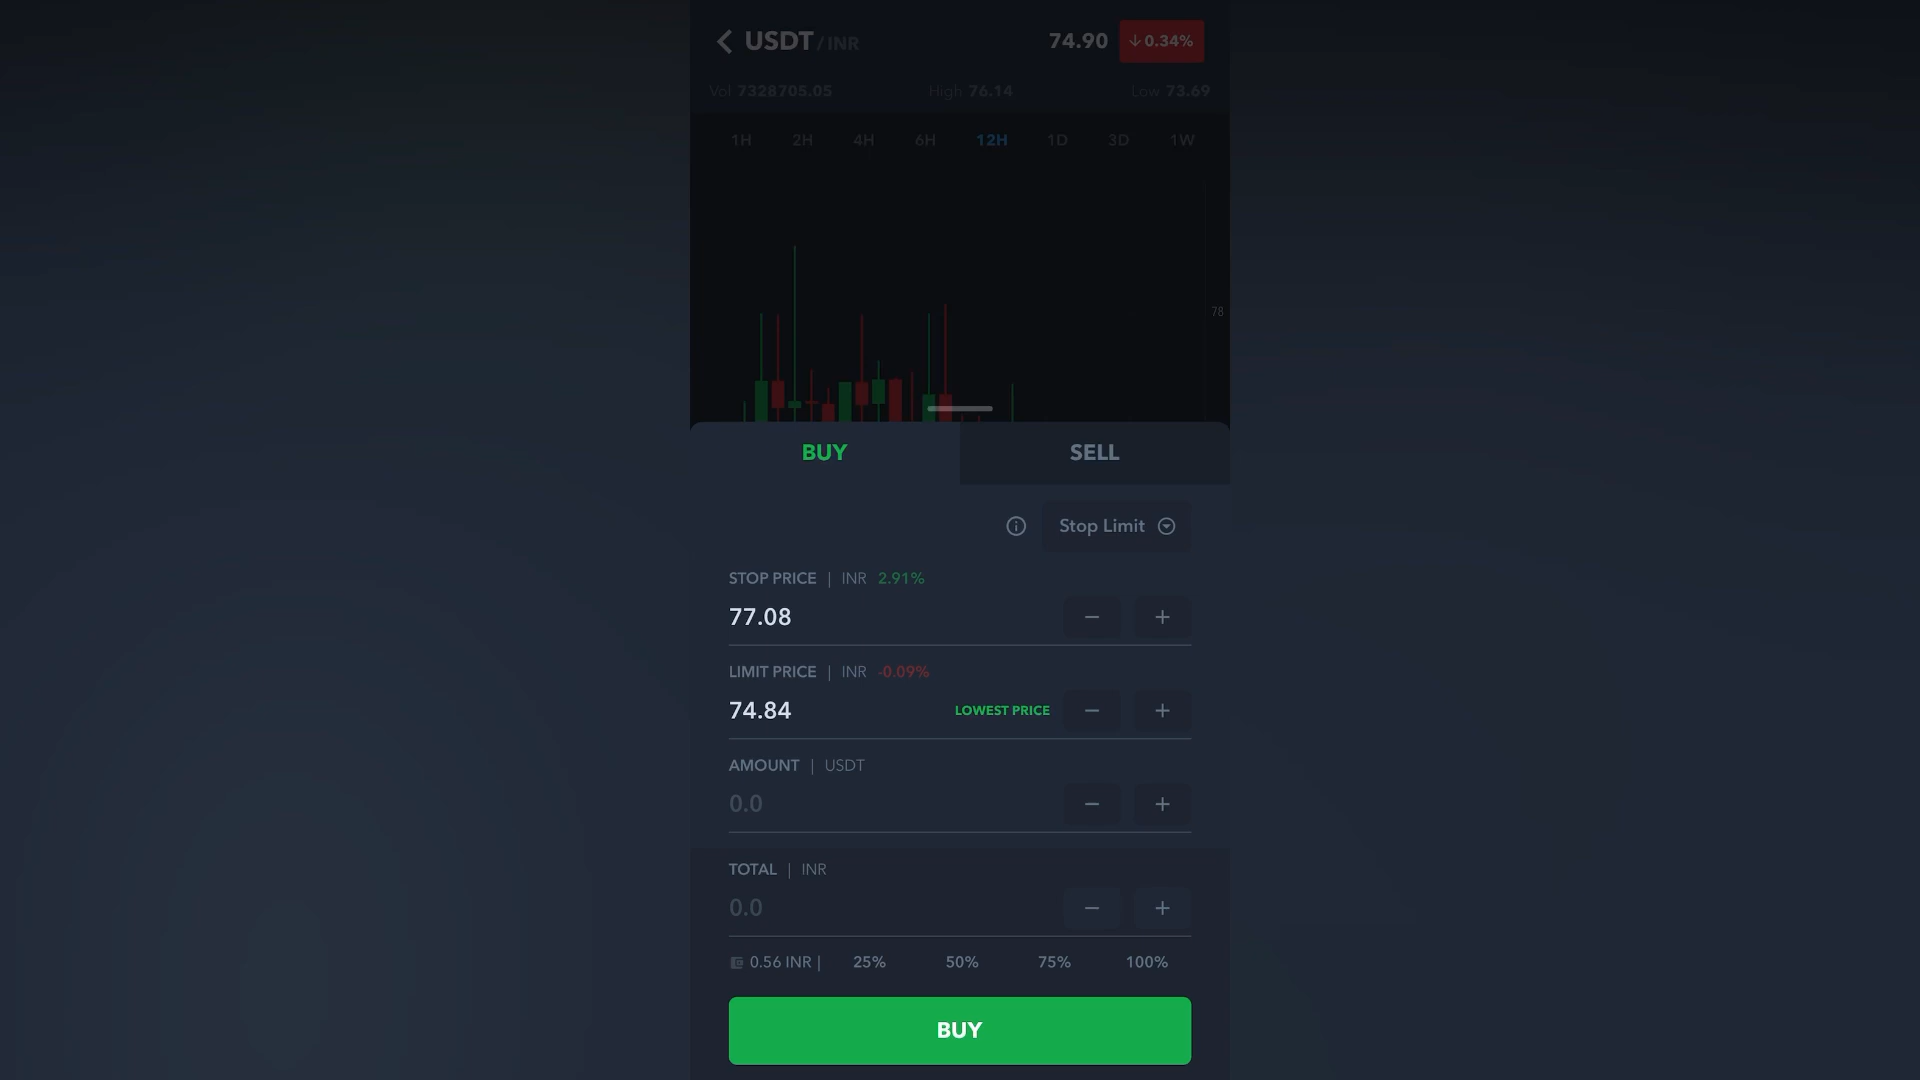 USDT / INR 74.90 ↓ 0.34%
Vol 7328705.05 High 76.14 Low 73.69
1H 2H 4H 6H 12H 1D 3D 1W
78
BUY SELL
Stop Limit
STOP PRICE | INR 2.91%
77.08 − +
LIMIT PRICE | INR -0.09%
74.84 LOWEST PRICE − +
AMOUNT | USDT
0.0 − +
TOTAL | INR
0.0 − +
0.56 INR | 25% 50% 75% 100%
BUY